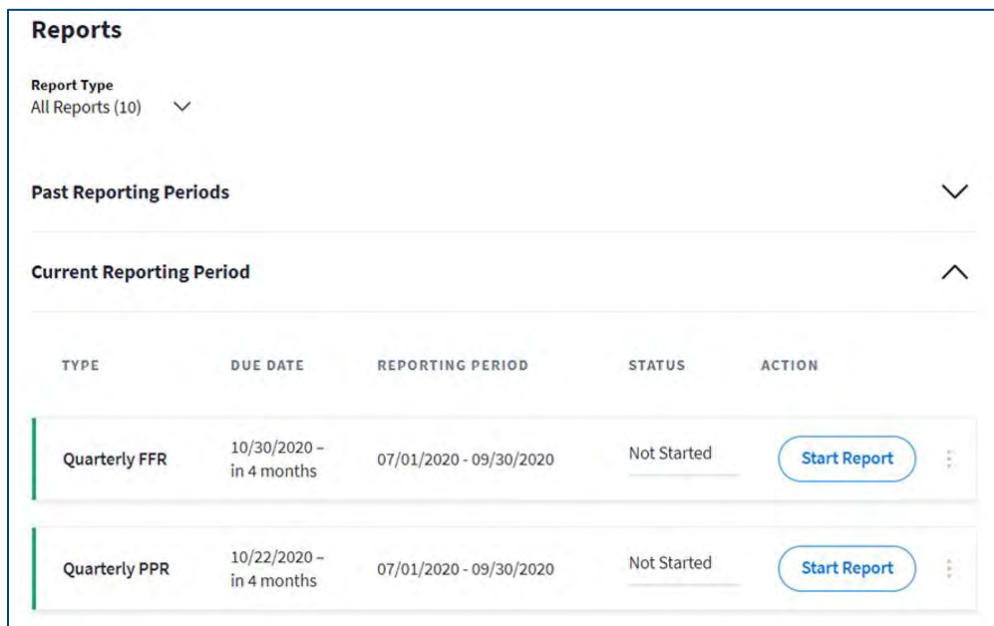 Reports
Report Type
All Reports (10)
Past Reporting Periods
Current Reporting Period
TYPE DUE DATE REPORTING PERIOD STATUS ACTION
Quarterly FFR 10/30/2020 – in 4 months 07/01/2020 - 09/30/2020 Not Started Start Report
Quarterly PPR 10/22/2020 – in 4 months 07/01/2020 - 09/30/2020 Not Started Start Report